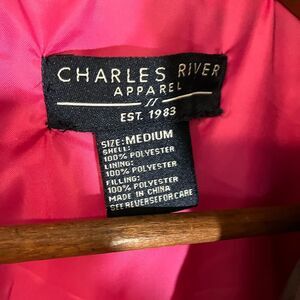 CHARLES RIVER
APPAREL
EST. 1983
SIZE: MEDIUM
SHELL:
100% POLYESTER
LINING:
100% POLYESTER
FILLING:
100% POLYESTER
MADE IN CHINA
SEE REVERSE FOR CARE